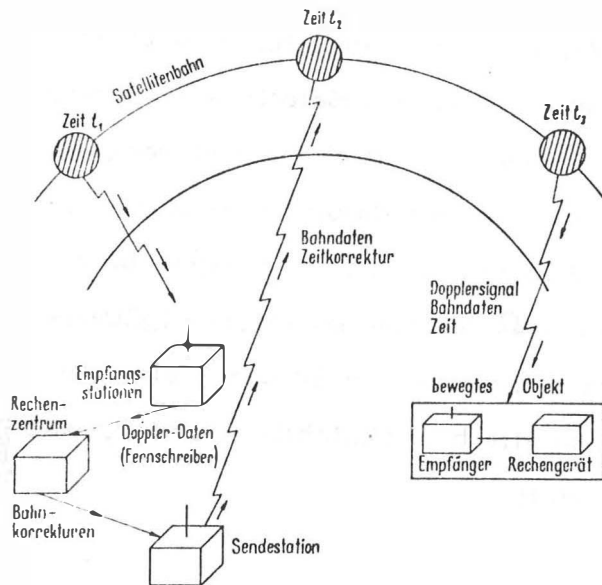 Zeit t₂
Satellitenbahn
Zeit t₁
Zeit t₃
Bahndaten
Zeitkorrektur
Dopplersignal
Bahndaten
Zeit
Empfangs-
stationen
bewegtes Objekt
Rechen-
zentrum
Doppler-Daten
(Fernschreiber)
Empfänger
Rechengerät
Bahn-
korrekturen
Sendestation